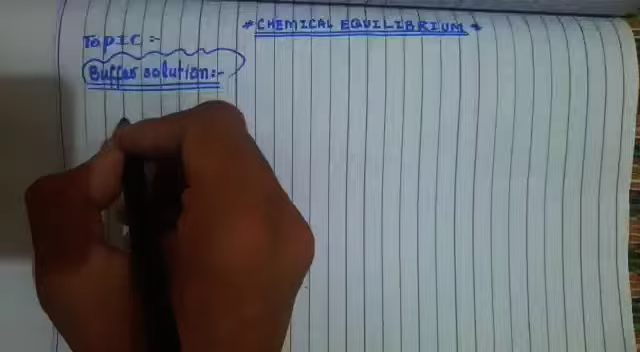 * CHEMICAL EQUILIBRIUM *
Topic :-
Buffer solution:-